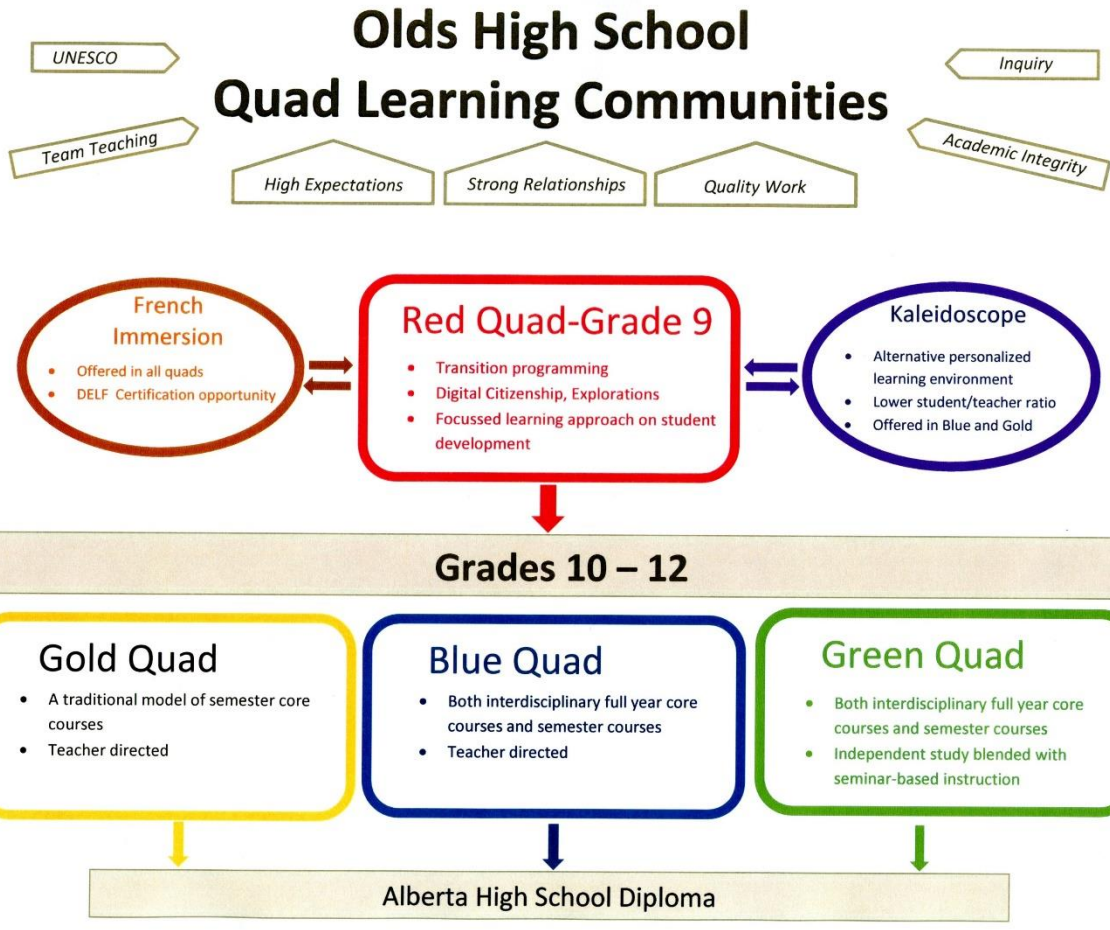 Olds High School
Quad Learning Communities
UNESCO
Inquiry
Team Teaching
Academic Integrity
High Expectations
Strong Relationships
Quality Work
French
Immersion
• Offered in all quads
• DELF Certification opportunity
Red Quad-Grade 9
• Transition programming
• Digital Citizenship, Explorations
• Focussed learning approach on student
development
Kaleidoscope
• Alternative personalized
learning environment
• Lower student/teacher ratio
• Offered in Blue and Gold
Grades 10 – 12
Gold Quad
• A traditional model of semester core
courses
• Teacher directed
Blue Quad
• Both interdisciplinary full year core
courses and semester courses
• Teacher directed
Green Quad
• Both interdisciplinary full year core
courses and semester courses
• Independent study blended with
seminar-based instruction
Alberta High School Diploma